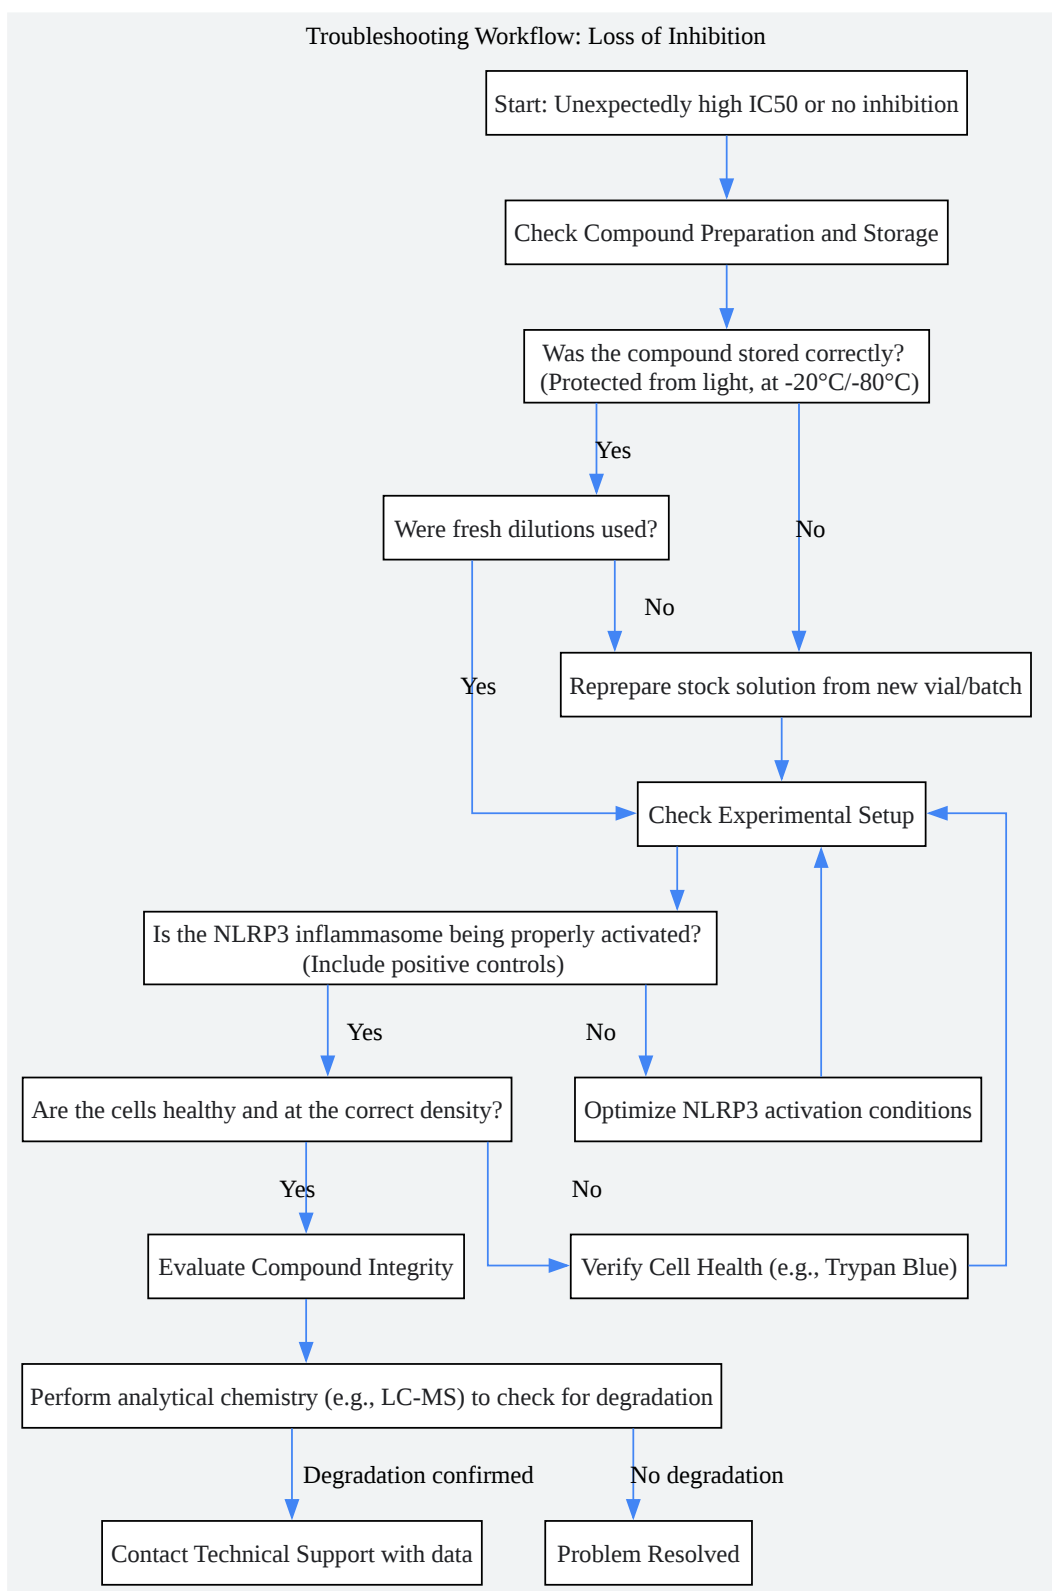 Troubleshooting Workflow: Loss of Inhibition
Start: Unexpectedly high IC50 or no inhibition
Check Compound Preparation and Storage
Was the compound stored correctly?
(Protected from light, at -20°C/-80°C)
Yes
Were fresh dilutions used?
No
No
Yes
Reprepare stock solution from new vial/batch
Check Experimental Setup
Is the NLRP3 inflammasome being properly activated?
(Include positive controls)
Yes
No
Are the cells healthy and at the correct density?
Optimize NLRP3 activation conditions
Yes
No
Evaluate Compound Integrity
Verify Cell Health (e.g., Trypan Blue)
Perform analytical chemistry (e.g., LC-MS) to check for degradation
Degradation confirmed
No degradation
Contact Technical Support with data
Problem Resolved